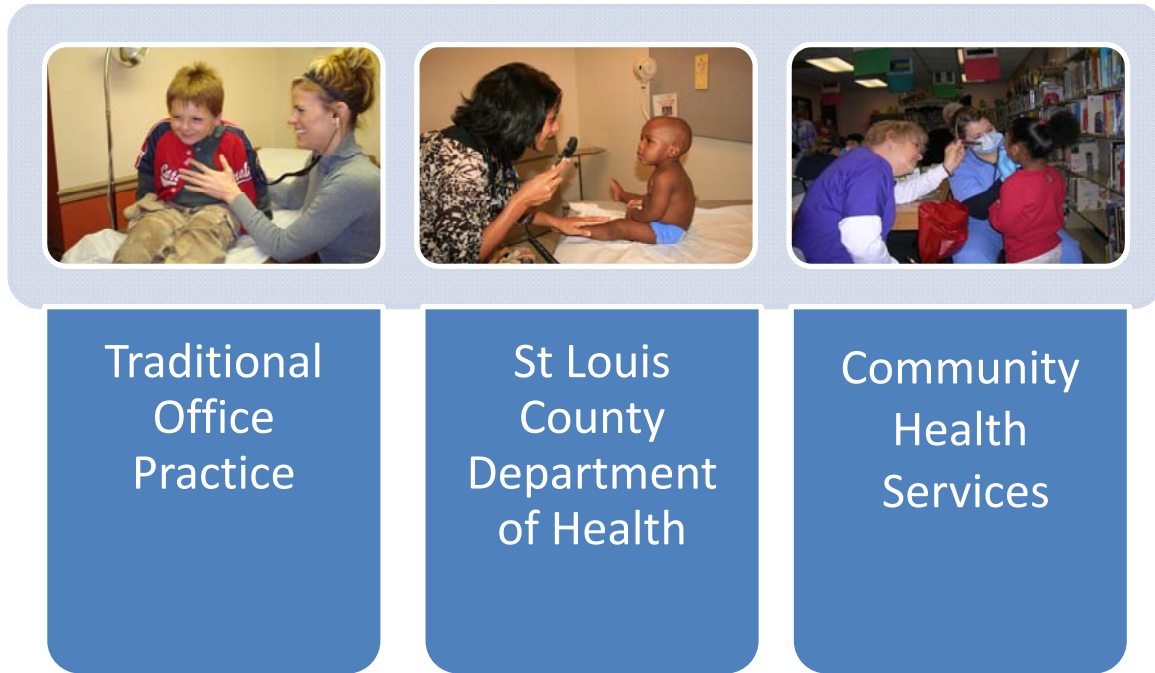 Traditional
Office
Practice
St Louis
County
Department
of Health
Community
Health
Services